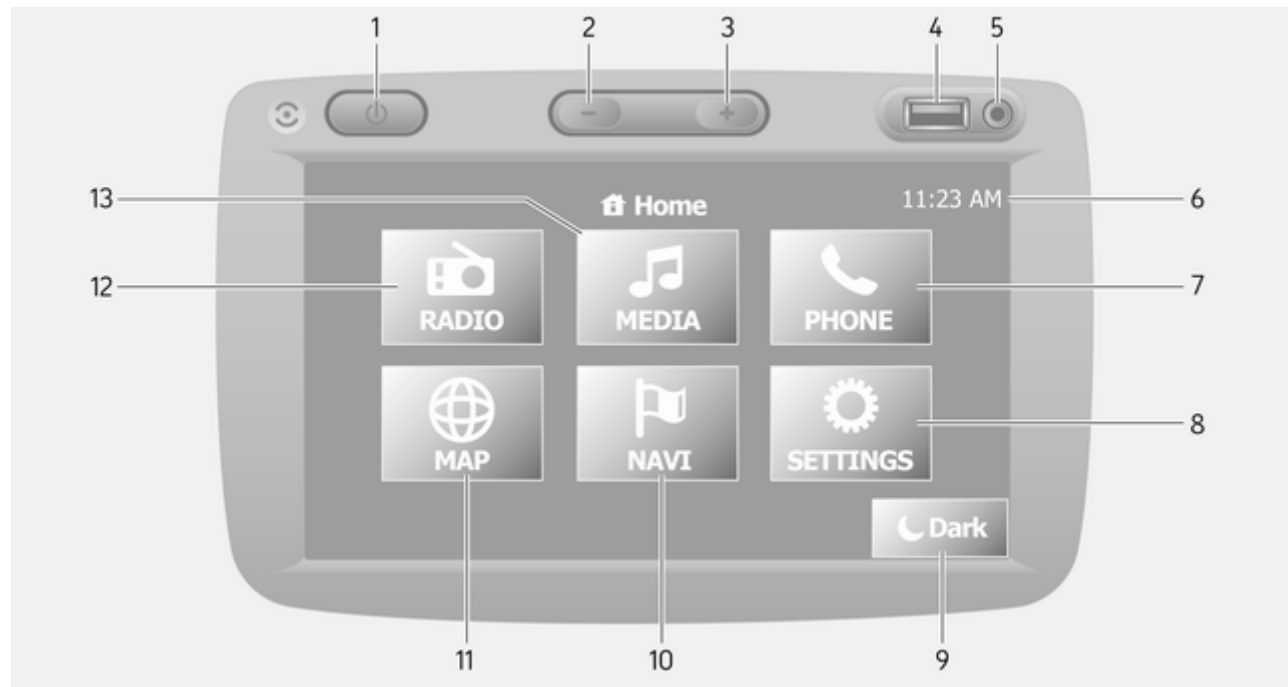 1 2 3 4 5
− +
13 Home 11:23 AM 6
12 RADIO MEDIA PHONE 7
MAP NAVI SETTINGS 8
Dark
11 10 9